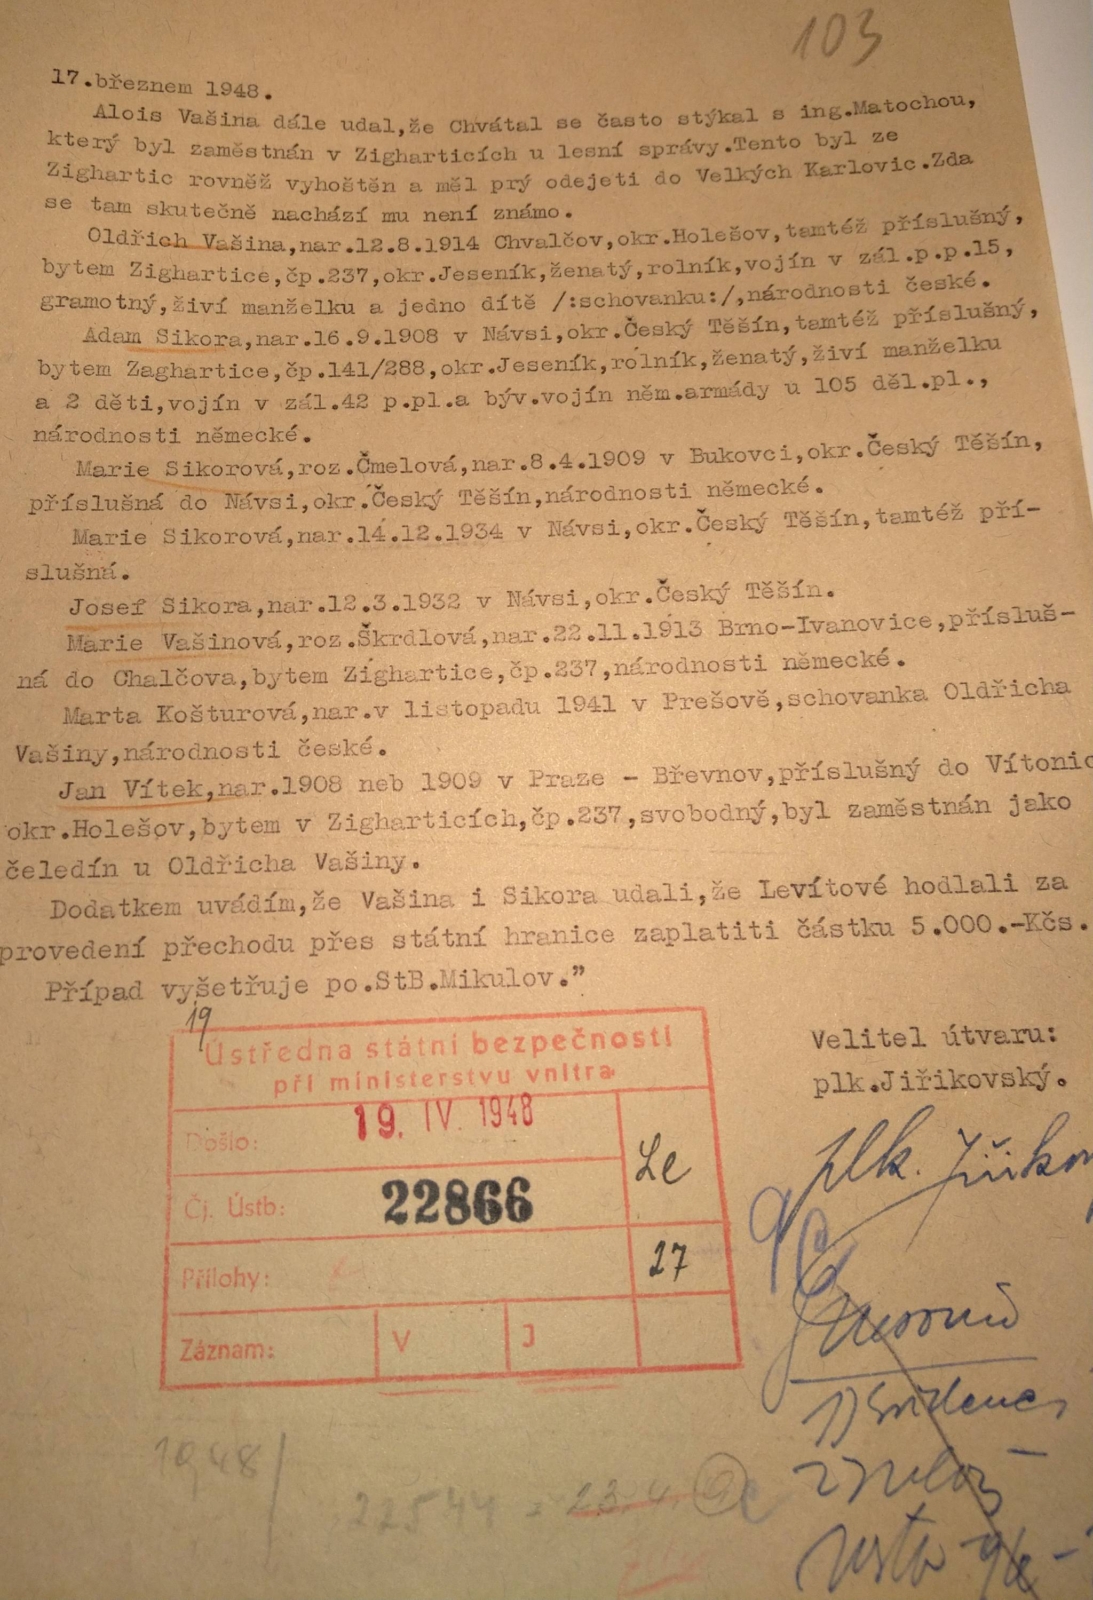 103
17.březnem 1948.
Alois Vašina dále udal,že Chvátal se často stýkal s ing.Matochou,
který byl zaměstnán v Zigharticích u lesní správy.Tento byl ze
Zighartic rovněž vyhoštěn a měl prý odejeti do Velkých Karlovic.Zda
se tam skutečně nachází mu není známo.
Oldřich Vašina,nar.12.8.1914 Chvalčov,okr.Holešov,tamtéž příslušný,
bytem Zighartice,čp.237,okr.Jeseník,ženatý,rolník,vojín v zál.p.p.15,
gramotný,živí manželku a jedno dítě /:schovanku:/,národnosti české.
Adam Sikora,nar.16.9.1908 v Návsi,okr.Český Těšín,tamtéž příslušný,
bytem Zaghartice,čp.141/288,okr.Jeseník,rolník,ženatý,živí manželku
a 2 děti,vojín v zál.42 p.pl.a býv.vojín něm.armády u 105 děl.pl.,
národnosti německé.
Marie Sikorová,roz.Čmelová,nar.8.4.1909 v Bukovci,okr.Český Těšín,
příslušná do Návsi,okr.Český Těšín,národnosti německé.
Marie Sikorová,nar.14.12.1934 v Návsi,okr.Český Těšín,tamtéž pří-
slušná.
Josef Sikora,nar.12.3.1932 v Návsi,okr.Český Těšín.
Marie Vašinová,roz.Škrdlová,nar.22.11.1913 Brno-Ivanovice,přísluš-
ná do Chalčova,bytem Zighartice,čp.237,národnosti německé.
Marta Košturová,nar.v listopadu 1941 v Prešově,schovanka Oldřicha
Vašiny,národnosti české.
Jan Vítek,nar.1908 neb 1909 v Praze - Břevnov,příslušný do Vítonic
okr.Holešov,bytem v Zigharticích,čp.237,svobodný,byl zaměstnán jako
čeledín u Oldřicha Vašiny.
Dodatkem uvádím,že Vašina i Sikora udali,že Levítové hodlali za
provedení přechodu přes státní hranice zaplatiti částku 5.000.-Kčs.
Případ vyšetřuje po.StB.Mikulov."
19
Velitel útvaru:
plk.Jiřikovský.
Ústředna státní bezpečnosti
při ministerstvu vnitra
Došlo: 19. IV. 1948
Le
Čj. Ústb: 22866
Přílohy:
27
Záznam: V J
plk.
1) Evidenci
2)
1948/
22544 23.4.